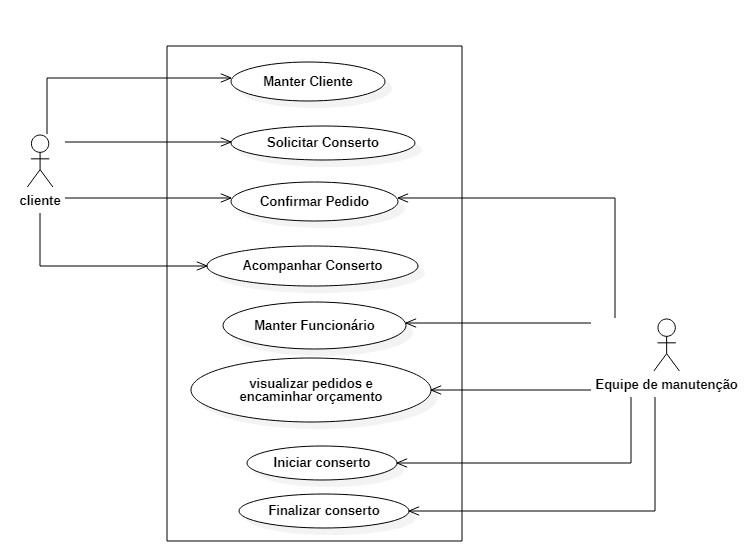 Manter Cliente
Solicitar Conserto
cliente
Confirmar Pedido
Acompanhar Conserto
Manter Funcionário
visualizar pedidos e
encaminhar orçamento
Equipe de manutenção
Iniciar conserto
Finalizar conserto